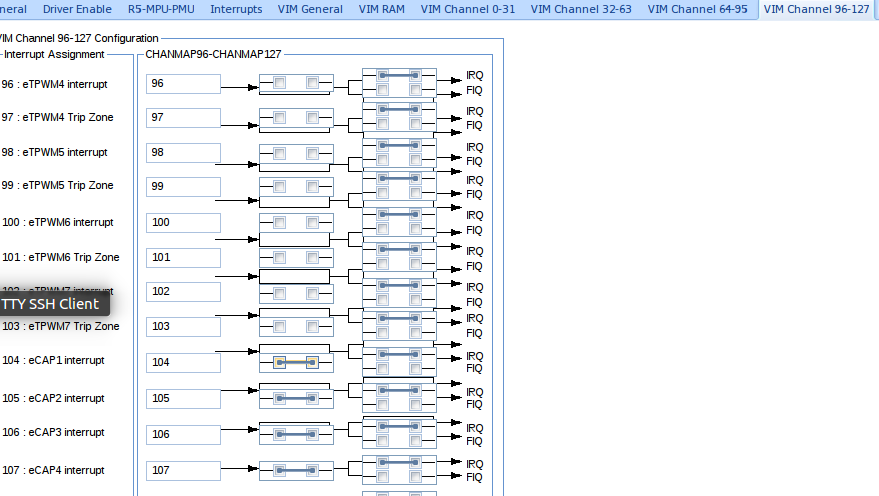 neral Driver Enable R5-MPU-PMU Interrupts VIM General VIM RAM VIM Channel 0-31 VIM Channel 32-63 VIM Channel 64-95 VIM Channel 96-127
VIM Channel 96-127 Configuration
Interrupt Assignment CHANMAP96-CHANMAP127
96 : eTPWM4 interrupt 96 IRQ
FIQ
97 : eTPWM4 Trip Zone 97 IRQ
FIQ
98 : eTPWM5 interrupt 98 IRQ
FIQ
99 : eTPWM5 Trip Zone 99 IRQ
FIQ
100 : eTPWM6 interrupt 100 IRQ
FIQ
101 : eTPWM6 Trip Zone 101 IRQ
FIQ
102 : eTPWM7 interrupt 102 IRQ
FIQ
TTY SSH Client
103 : eTPWM7 Trip Zone 103 IRQ
FIQ
104 : eCAP1 interrupt 104 IRQ
FIQ
105 : eCAP2 interrupt 105 IRQ
FIQ
106 : eCAP3 interrupt 106 IRQ
FIQ
107 : eCAP4 interrupt 107 IRQ
FIQ